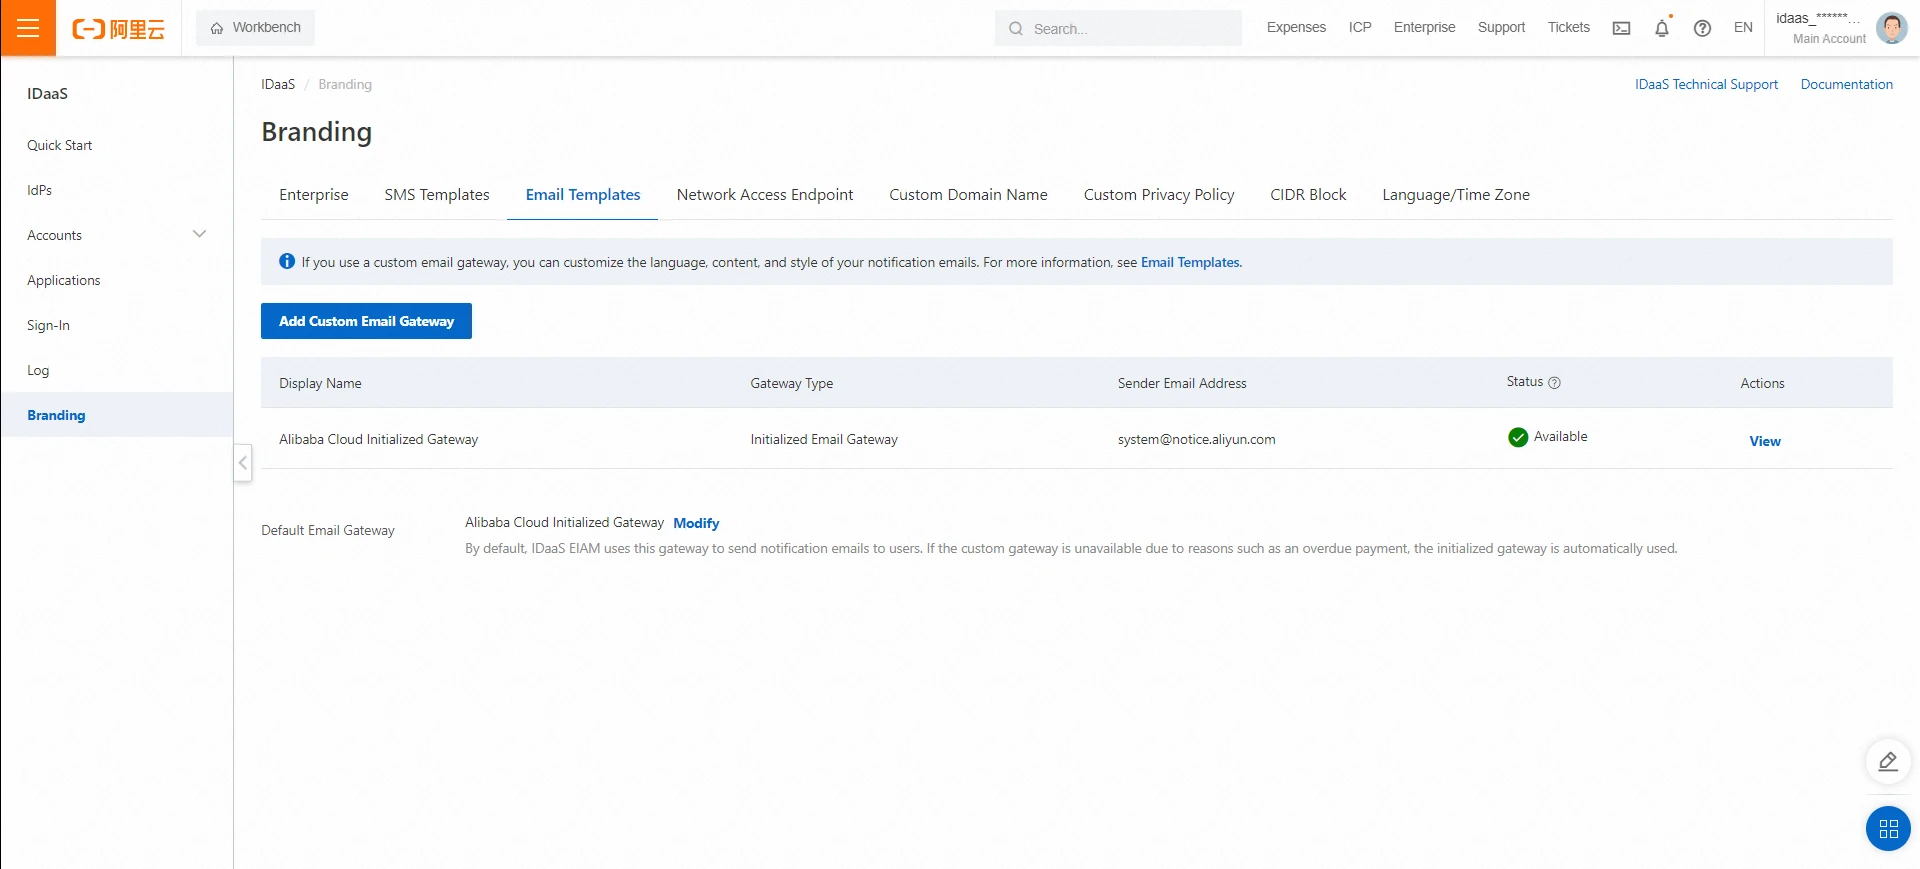 阿里云
Workbench
Search...
Expenses
ICP
Enterprise
Support
Tickets
EN
idaas_******...
Main Account
IDaaS
Quick Start
IdPs
Accounts
Applications
Sign-In
Log
Branding
IDaaS / Branding
IDaaS Technical Support
Documentation
Branding
Enterprise
SMS Templates
Email Templates
Network Access Endpoint
Custom Domain Name
Custom Privacy Policy
CIDR Block
Language/Time Zone
If you use a custom email gateway, you can customize the language, content, and style of your notification emails. For more information, see Email Templates.
Add Custom Email Gateway
Display Name
Gateway Type
Sender Email Address
Status
Actions
Alibaba Cloud Initialized Gateway
Initialized Email Gateway
system@notice.aliyun.com
Available
View
Default Email Gateway
Alibaba Cloud Initialized Gateway Modify
By default, IDaaS EIAM uses this gateway to send notification emails to users. If the custom gateway is unavailable due to reasons such as an overdue payment, the initialized gateway is automatically used.